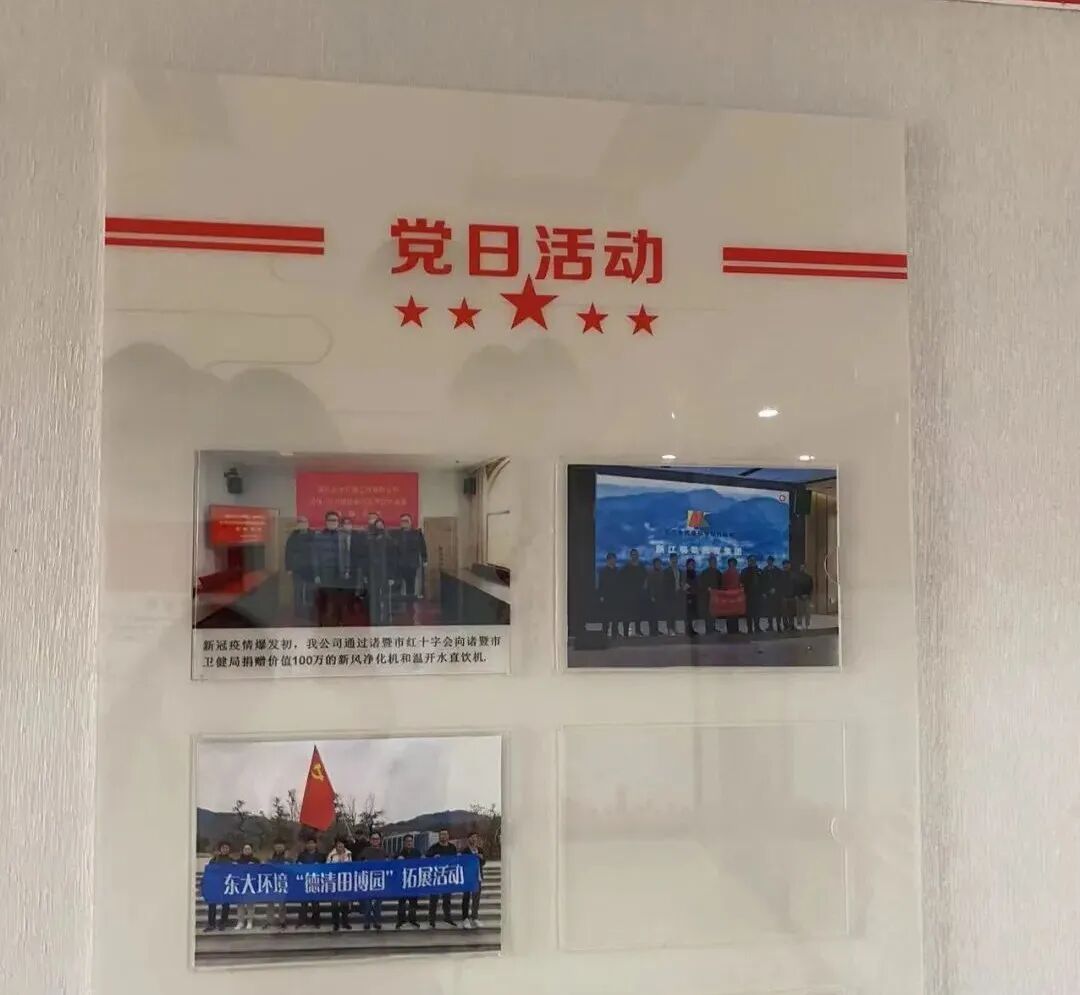 党日活动
新冠疫情爆发初，我公司通过诸暨市红十字会向诸暨市
卫健局捐赠价值100万的新风净化机和温开水直饮机.
东大环境“德清田博园”拓展活动